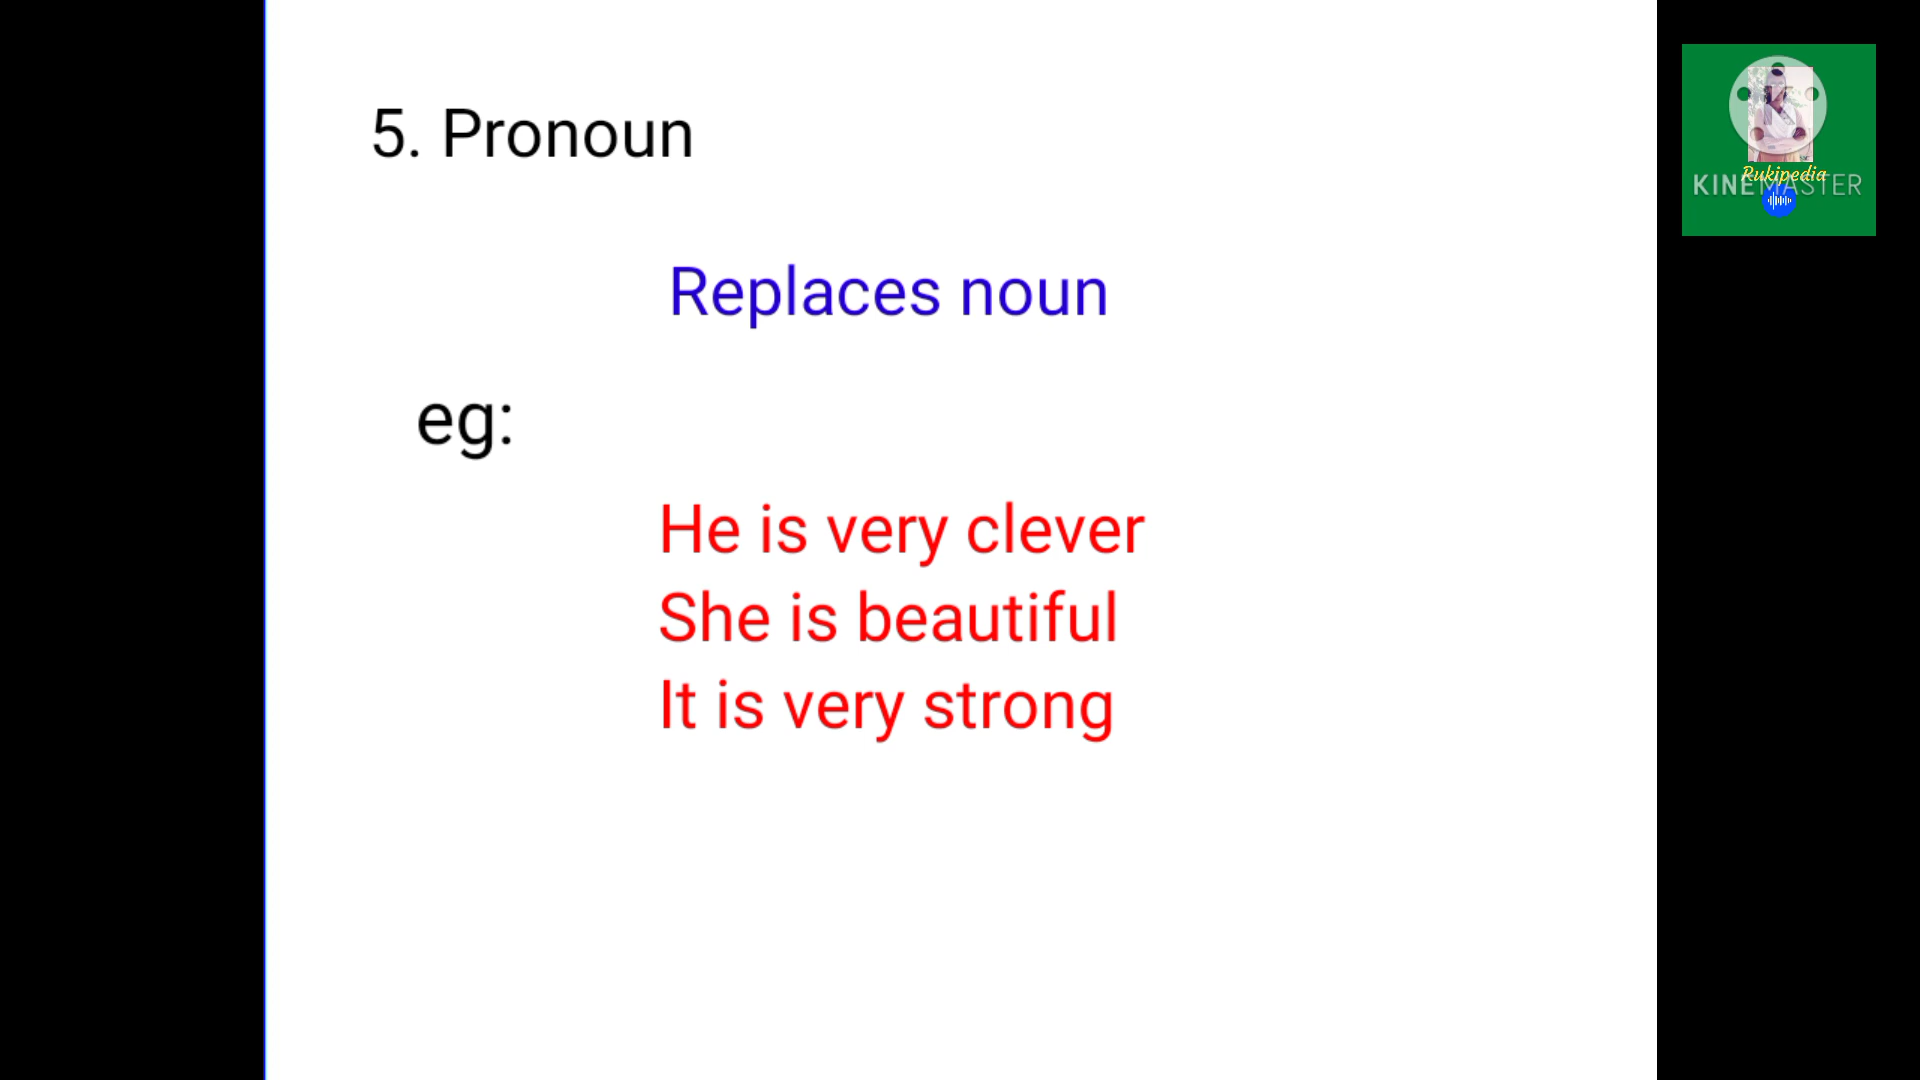 5. Pronoun
Replaces noun
eg:
He is very clever
She is beautiful
It is very strong
Rukipedia
KINEMASTER